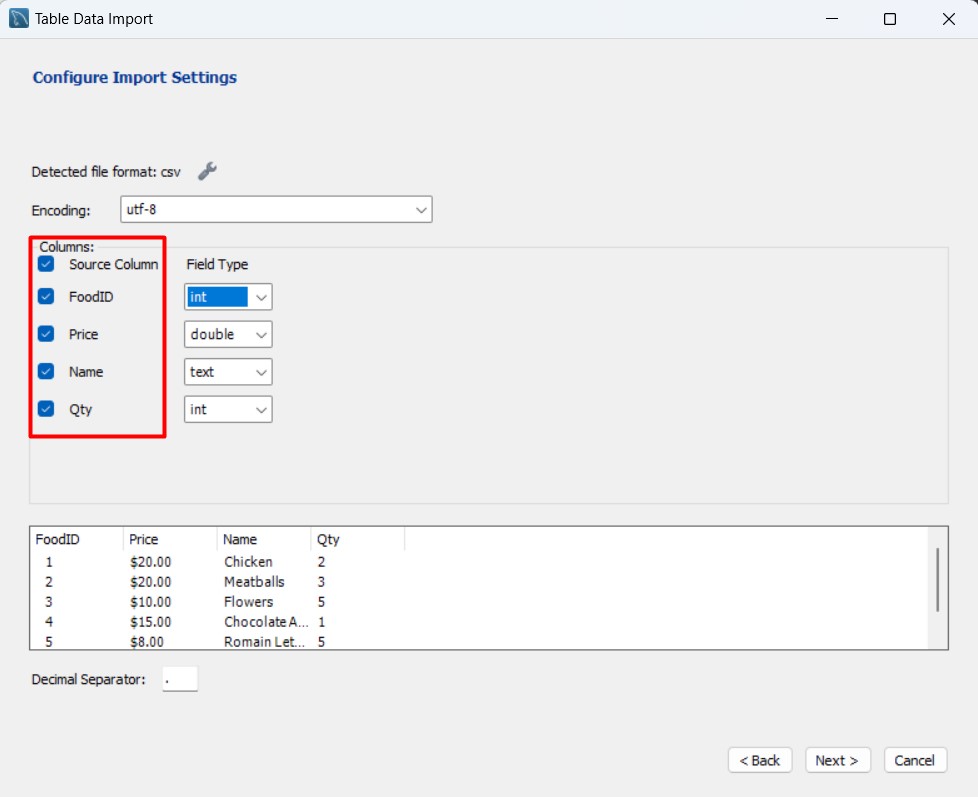 Table Data Import
Configure Import Settings
Detected file format: csv
Encoding: utf-8
Columns:
Source Column Field Type
FoodID int
Price double
Name text
Qty int
FoodID Price Name Qty
1 $20.00 Chicken 2
2 $20.00 Meatballs 3
3 $10.00 Flowers 5
4 $15.00 Chocolate A... 1
5 $8.00 Romain Let... 5
Decimal Separator: .
< Back Next > Cancel